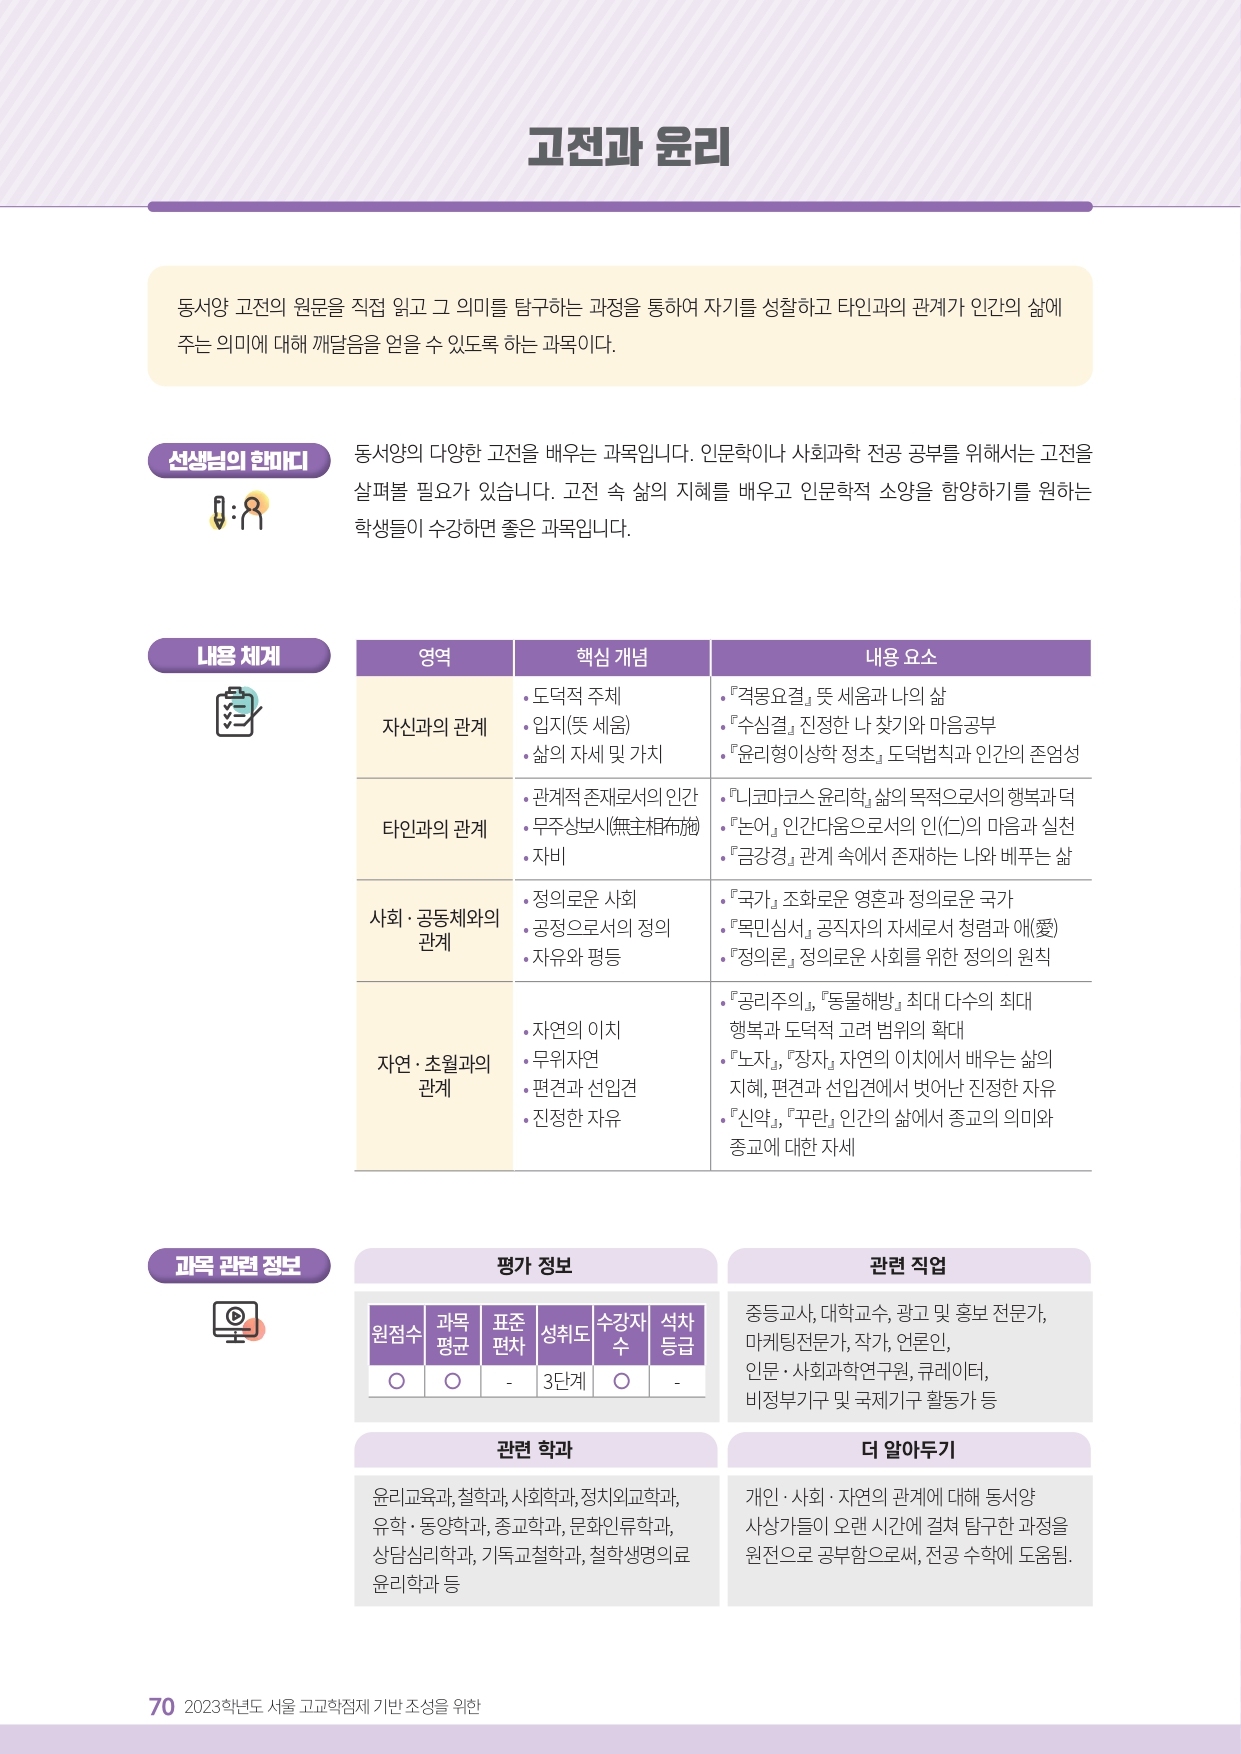 고전과 윤리
동서양 고전의 원문을 직접 읽고 그 의미를 탐구하는 과정을 통하여 자기를 성찰하고 타인과의 관계가 인간의 삶에
주는 의미에 대해 깨달음을 얻을 수 있도록 하는 과목이다.
선생님의 한마디
동서양의 다양한 고전을 배우는 과목입니다. 인문학이나 사회과학 전공 공부를 위해서는 고전을
살펴볼 필요가 있습니다. 고전 속 삶의 지혜를 배우고 인문학적 소양을 함양하기를 원하는
학생들이 수강하면 좋은 과목입니다.
내용 체계
영역 핵심 개념 내용 요소
자신과의 관계
• 도덕적 주체
• 입지(뜻 세움)
• 삶의 자세 및 가치
• 『격몽요결』 뜻 세움과 나의 삶
• 『수심결』 진정한 나 찾기와 마음공부
• 『윤리형이상학 정초』 도덕법칙과 인간의 존엄성
타인과의 관계
• 관계적 존재로서의 인간
• 무주상보시(無主相布施)
• 자비
• 『니코마코스 윤리학』 삶의 목적으로서의 행복과 덕
• 『논어』 인간다움으로서의 인(仁)의 마음과 실천
• 『금강경』 관계 속에서 존재하는 나와 베푸는 삶
사회 · 공동체와의
관계
• 정의로운 사회
• 공정으로서의 정의
• 자유와 평등
• 『국가』 조화로운 영혼과 정의로운 국가
• 『목민심서』 공직자의 자세로서 청렴과 애(愛)
• 『정의론』 정의로운 사회를 위한 정의의 원칙
자연 · 초월과의
관계
• 자연의 이치
• 무위자연
• 편견과 선입견
• 진정한 자유
• 『공리주의』, 『동물해방』 최대 다수의 최대
행복과 도덕적 고려 범위의 확대
• 『노자』, 『장자』 자연의 이치에서 배우는 삶의
지혜, 편견과 선입견에서 벗어난 진정한 자유
• 『신약』, 『꾸란』 인간의 삶에서 종교의 의미와
종교에 대한 자세
과목 관련 정보
평가 정보
원점수 과목 평균 표준 편차 성취도 수강자 수 석차 등급
○ ○ - 3단계 ○ -
관련 직업
중등교사, 대학교수, 광고 및 홍보 전문가,
마케팅전문가, 작가, 언론인,
인문 · 사회과학연구원, 큐레이터,
비정부기구 및 국제기구 활동가 등
관련 학과
윤리교육과, 철학과, 사회학과, 정치외교학과,
유학 · 동양학과, 종교학과, 문화인류학과,
상담심리학과, 기독교철학과, 철학생명의료
윤리학과 등
더 알아두기
개인 · 사회 · 자연의 관계에 대해 동서양
사상가들이 오랜 시간에 걸쳐 탐구한 과정을
원전으로 공부함으로써, 전공 수학에 도움됨.
70 2023학년도 서울 고교학점제 기반 조성을 위한